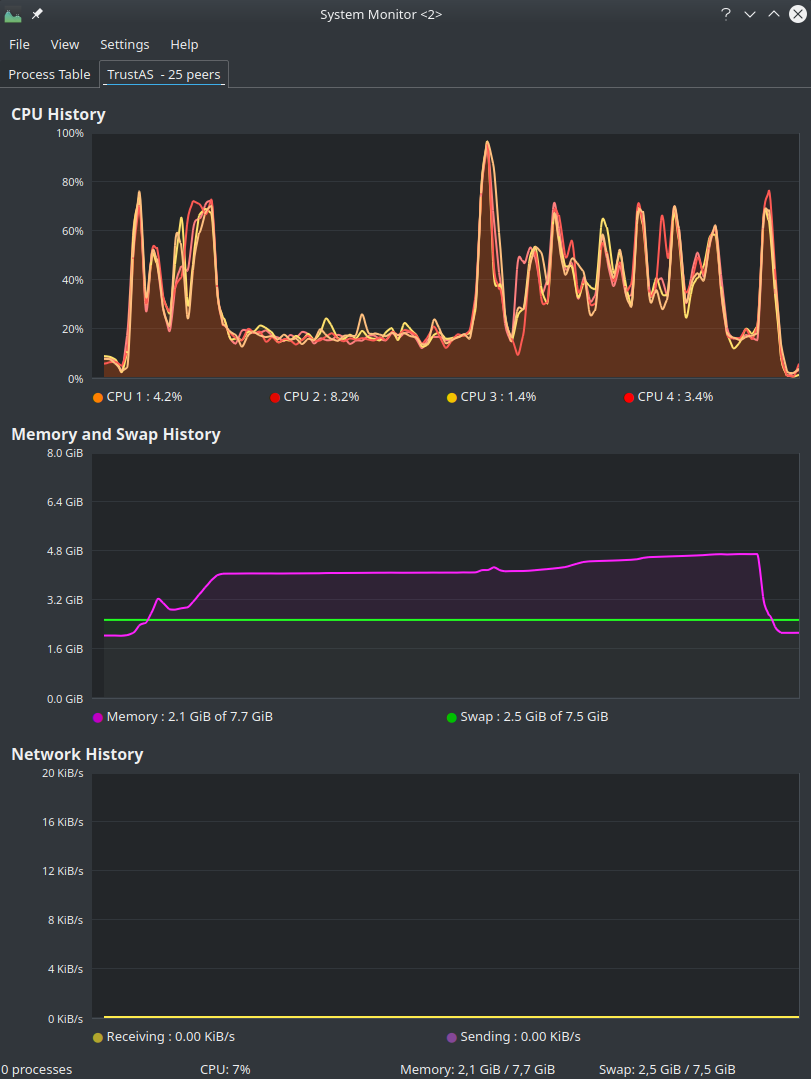 System Monitor <2>
?
File View Settings Help
Process Table TrustAS - 25 peers
CPU History
100%
80%
60%
40%
20%
0%
CPU 1 : 4.2% CPU 2 : 8.2% CPU 3 : 1.4% CPU 4 : 3.4%
Memory and Swap History
8.0 GiB
6.4 GiB
4.8 GiB
3.2 GiB
1.6 GiB
0.0 GiB
Memory : 2.1 GiB of 7.7 GiB Swap : 2.5 GiB of 7.5 GiB
Network History
20 KiB/s
16 KiB/s
12 KiB/s
8 KiB/s
4 KiB/s
0 KiB/s
Receiving : 0.00 KiB/s Sending : 0.00 KiB/s
0 processes CPU: 7% Memory: 2,1 GiB / 7,7 GiB Swap: 2,5 GiB / 7,5 GiB